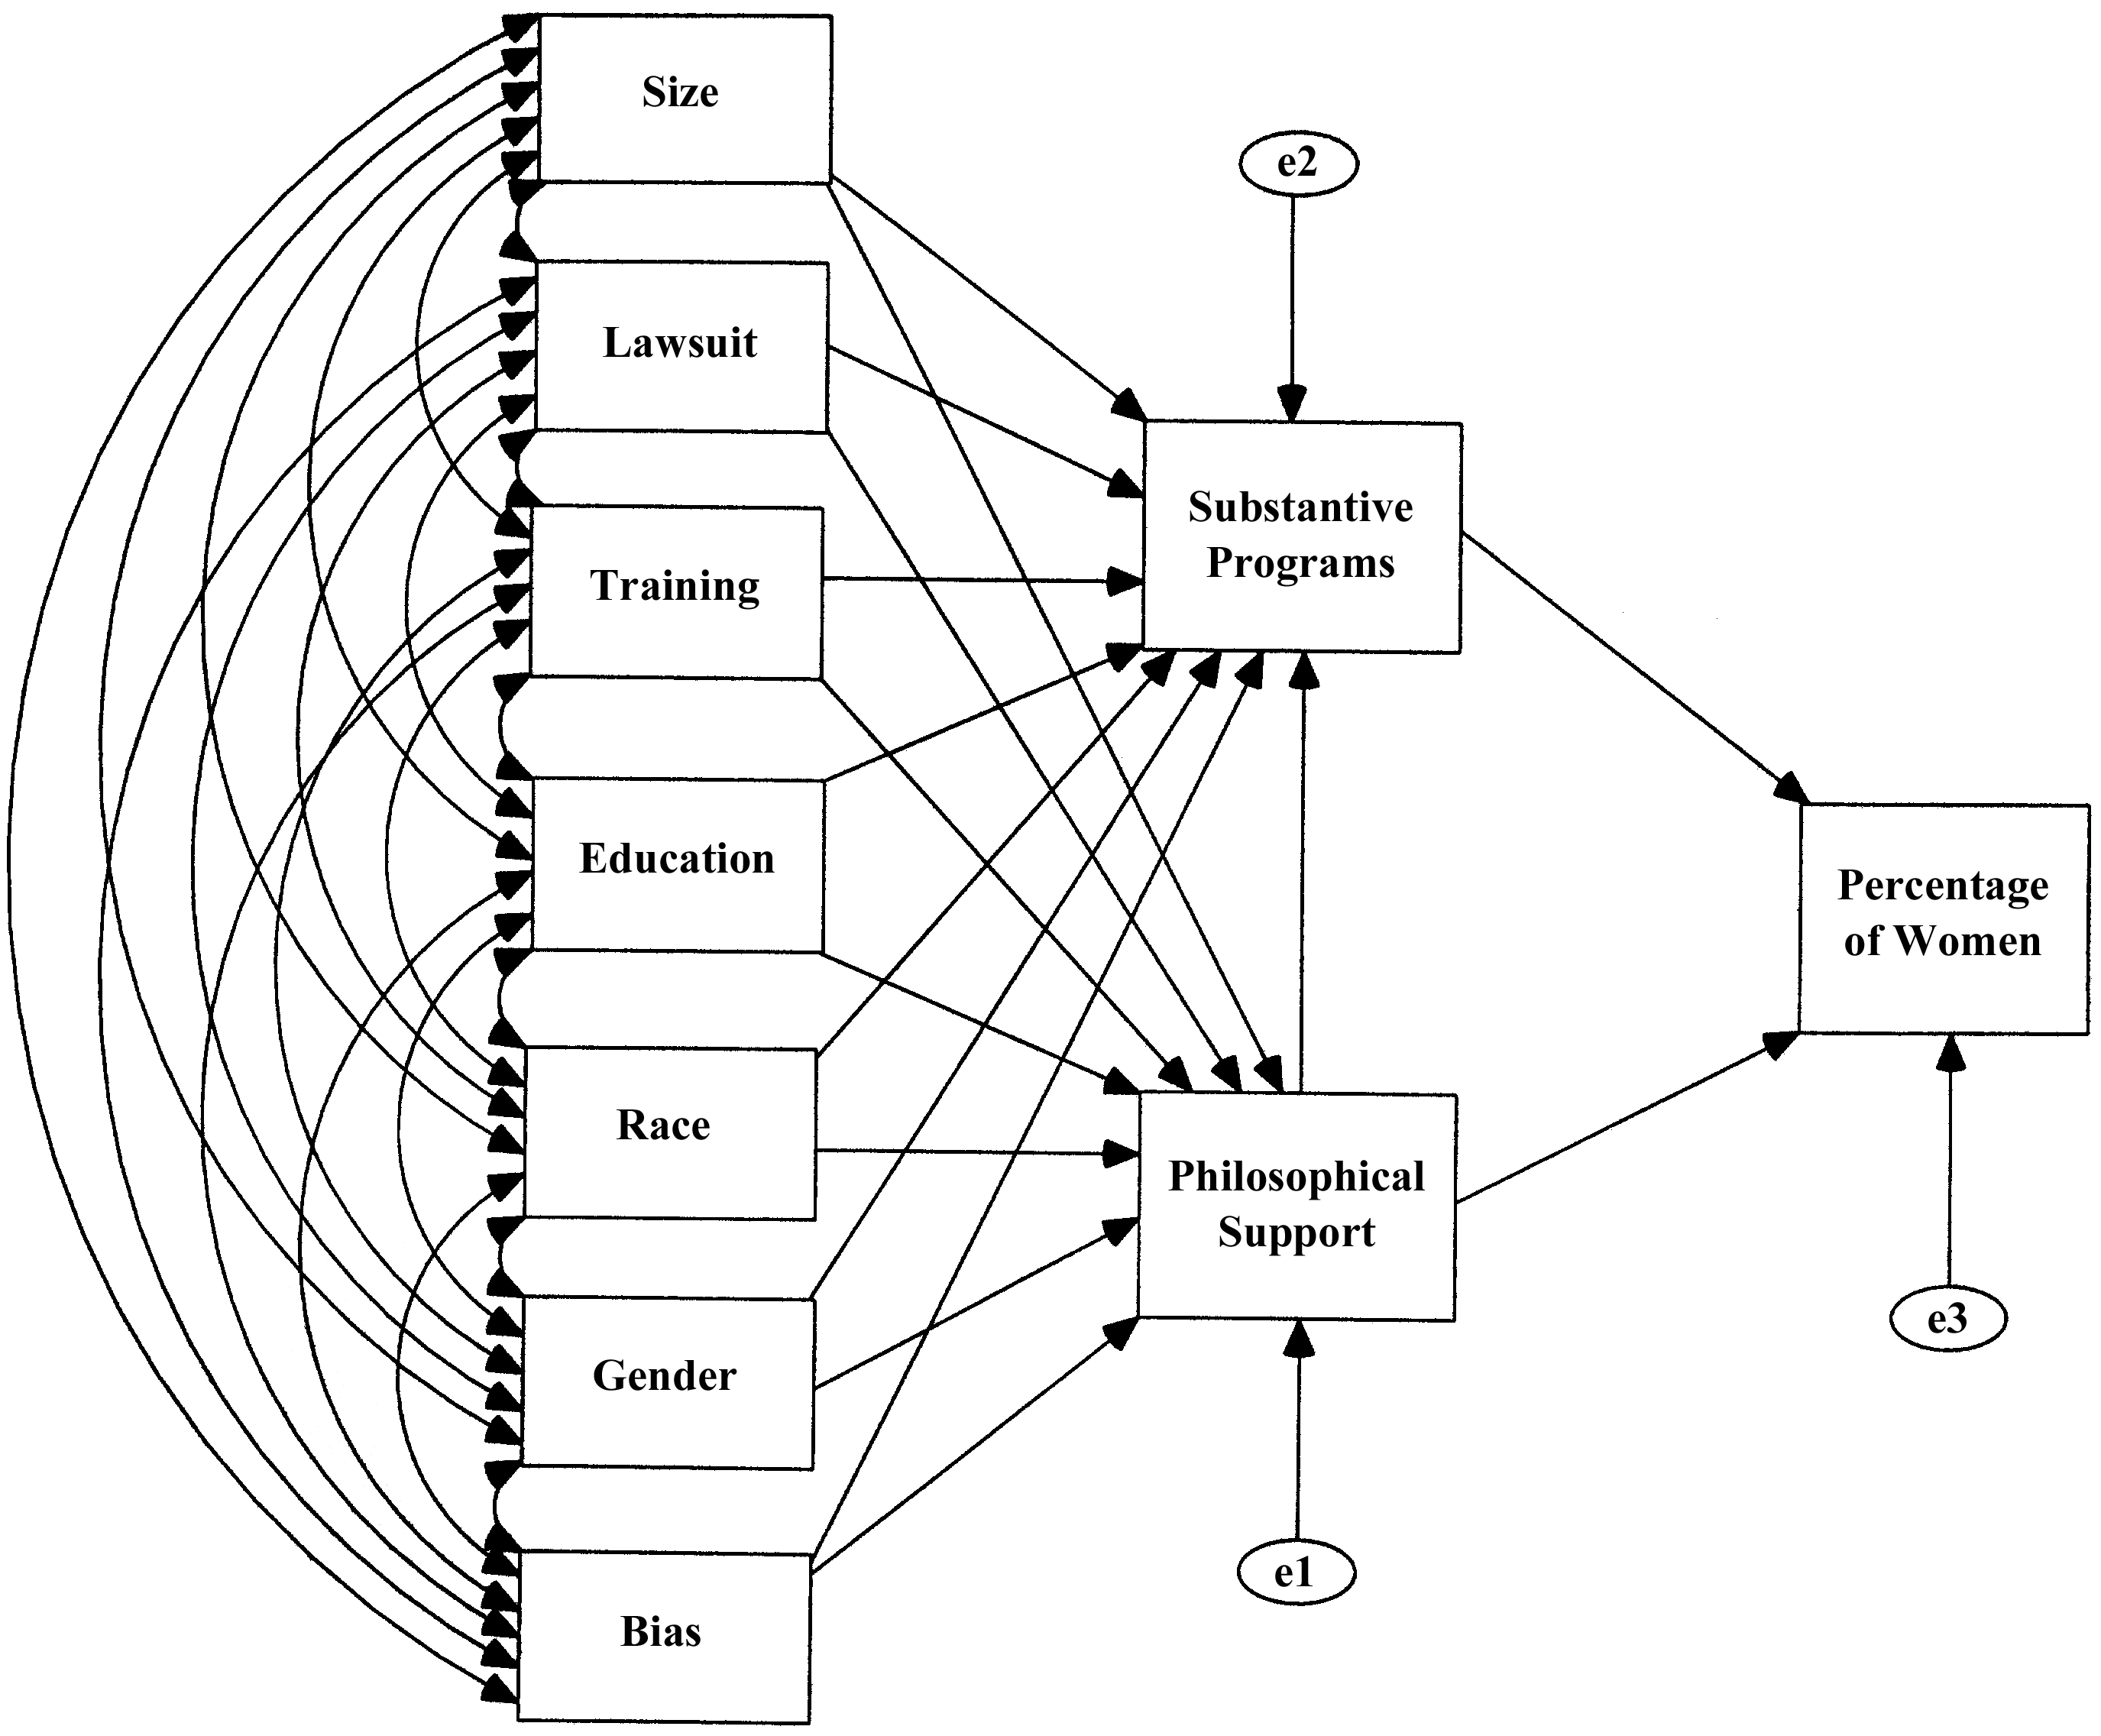 Size
e2
Lawsuit
Substantive
Programs
Training
Education
Percentage
of Women
Race
Philosophical
Support
e3
Gender
e1
Bias